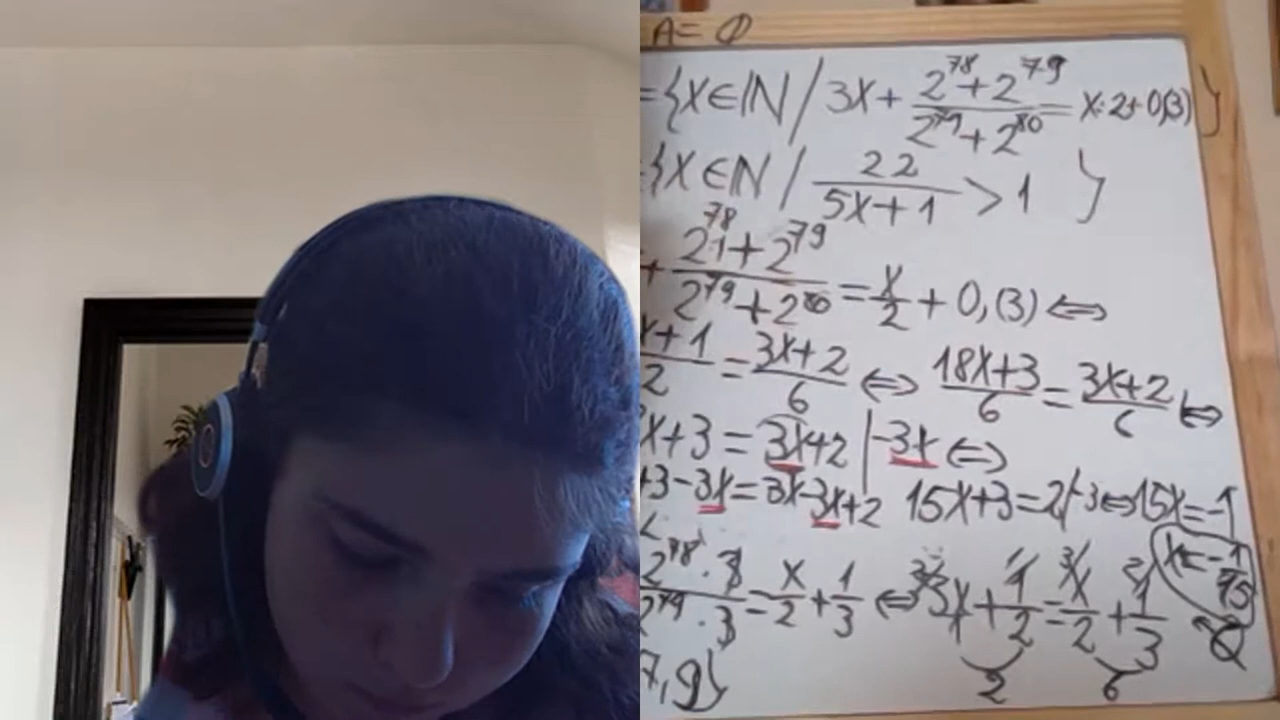 A = ∅
= {x ∈ ℕ / 3x + (2^78 + 2^79)/(2^79 + 2^80) = x : 2 + 0,(3)}
{x ∈ ℕ / 22/(5x + 1) > 1 }
+ (2^78 + 2^79)/(2^79 + 2^80) = x/2 + 0,(3) ⇔
x + 1/2 = (3x + 2)/6 ⇔ (18x + 3)/6 = (3x + 2)/6 ⇔
x + 3 = 3x + 2 | -3x ⇔
+3 - 3x = 3x - 3x + 2 15x + 3 = 2 | -3 ⇔ 15x = -1
x = -1/15
2^78 · 3/2^79 · 3 = x/2 + 1/3 ⇔ 3x + 1/2 = x/2 + 1/3
2 6
7, 9}